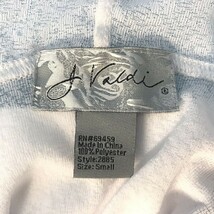 J Valdi ®
RN#69459
Made in China
100% Polyester
Style: 2885
Size: Small